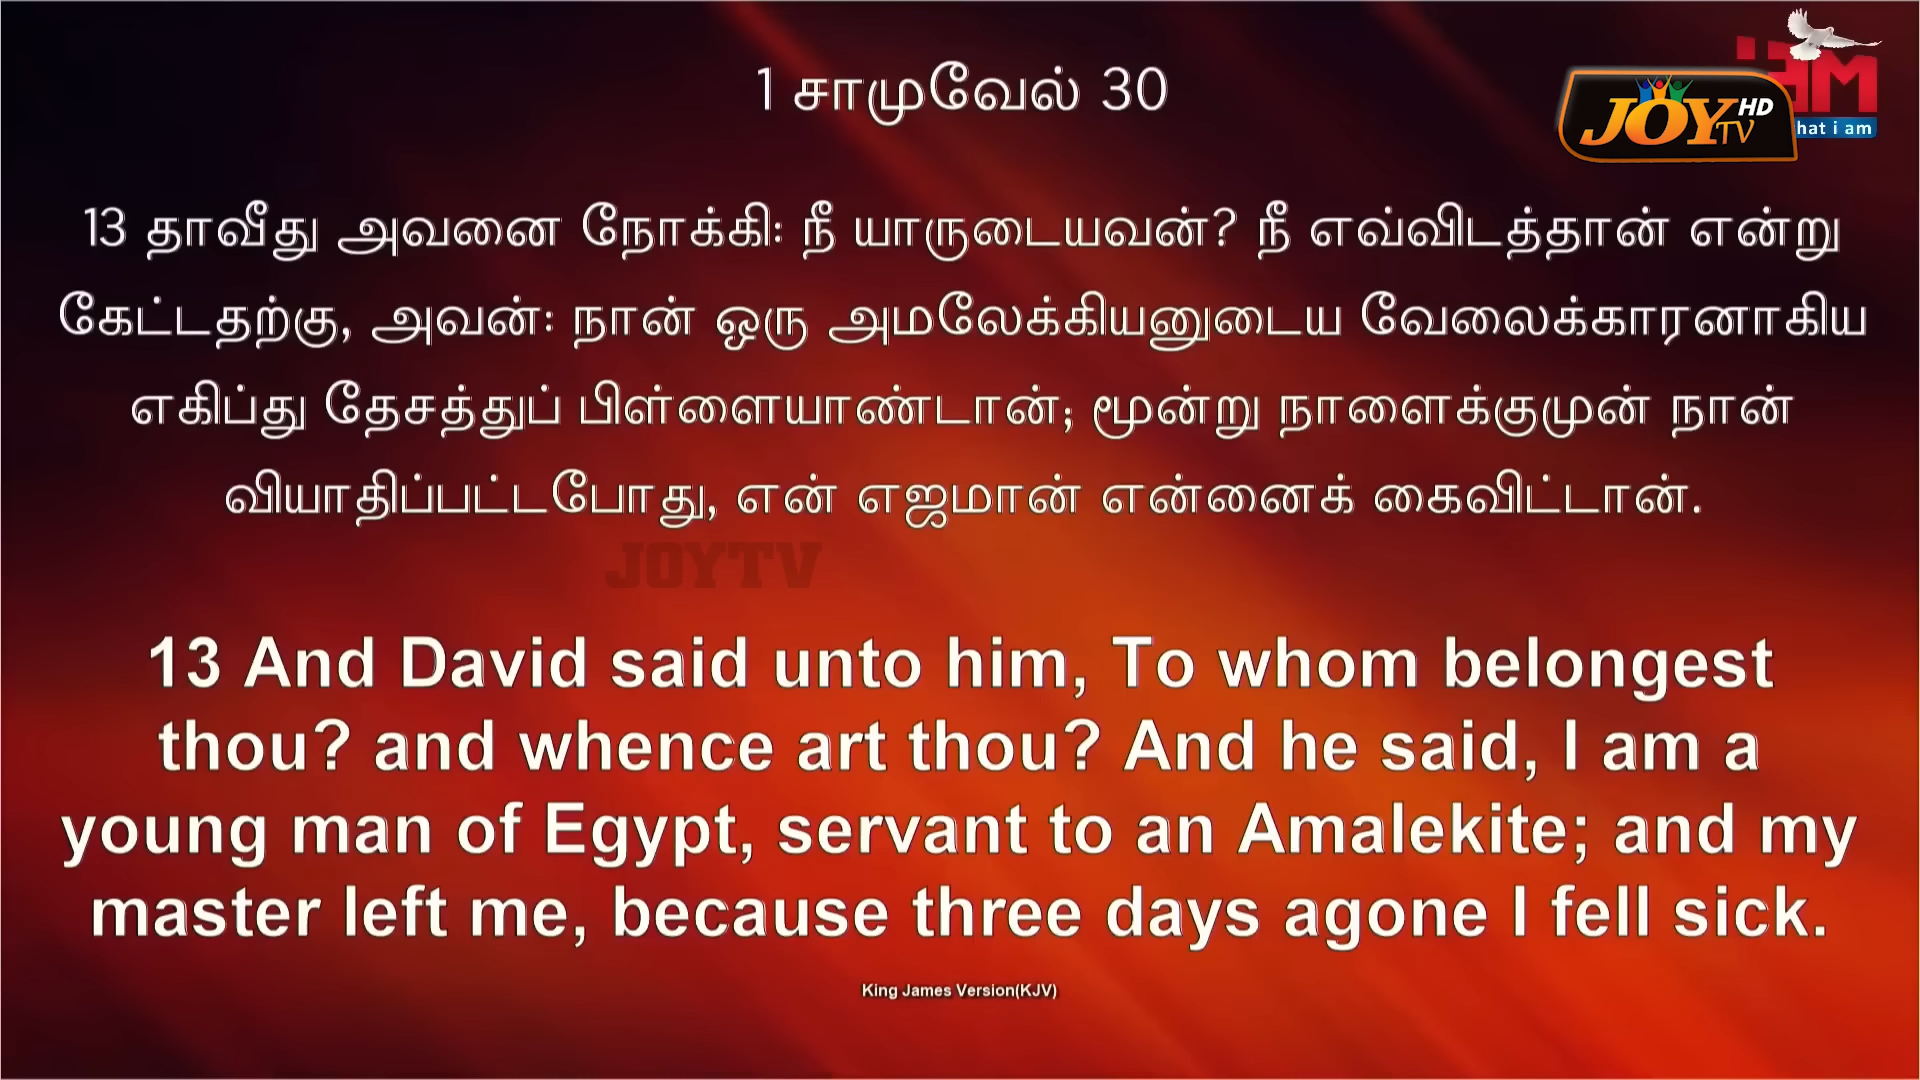 1 சாமுவேல் 30
JOY TV HD
hat i am
13 தாவீது அவனை நோக்கி: நீ யாருடையவன்? நீ எவ்விடத்தான் என்று
கேட்டதற்கு, அவன்: நான் ஒரு அமலேக்கியனுடைய வேலைக்காரனாகிய
எகிப்து தேசத்துப் பிள்ளையாண்டான்; மூன்று நாளைக்குமுன் நான்
வியாதிப்பட்டபோது, என் எஜமான் என்னைக் கைவிட்டான்.
JOYTV
13 And David said unto him, To whom belongest
thou? and whence art thou? And he said, I am a
young man of Egypt, servant to an Amalekite; and my
master left me, because three days agone I fell sick.
King James Version(KJV)